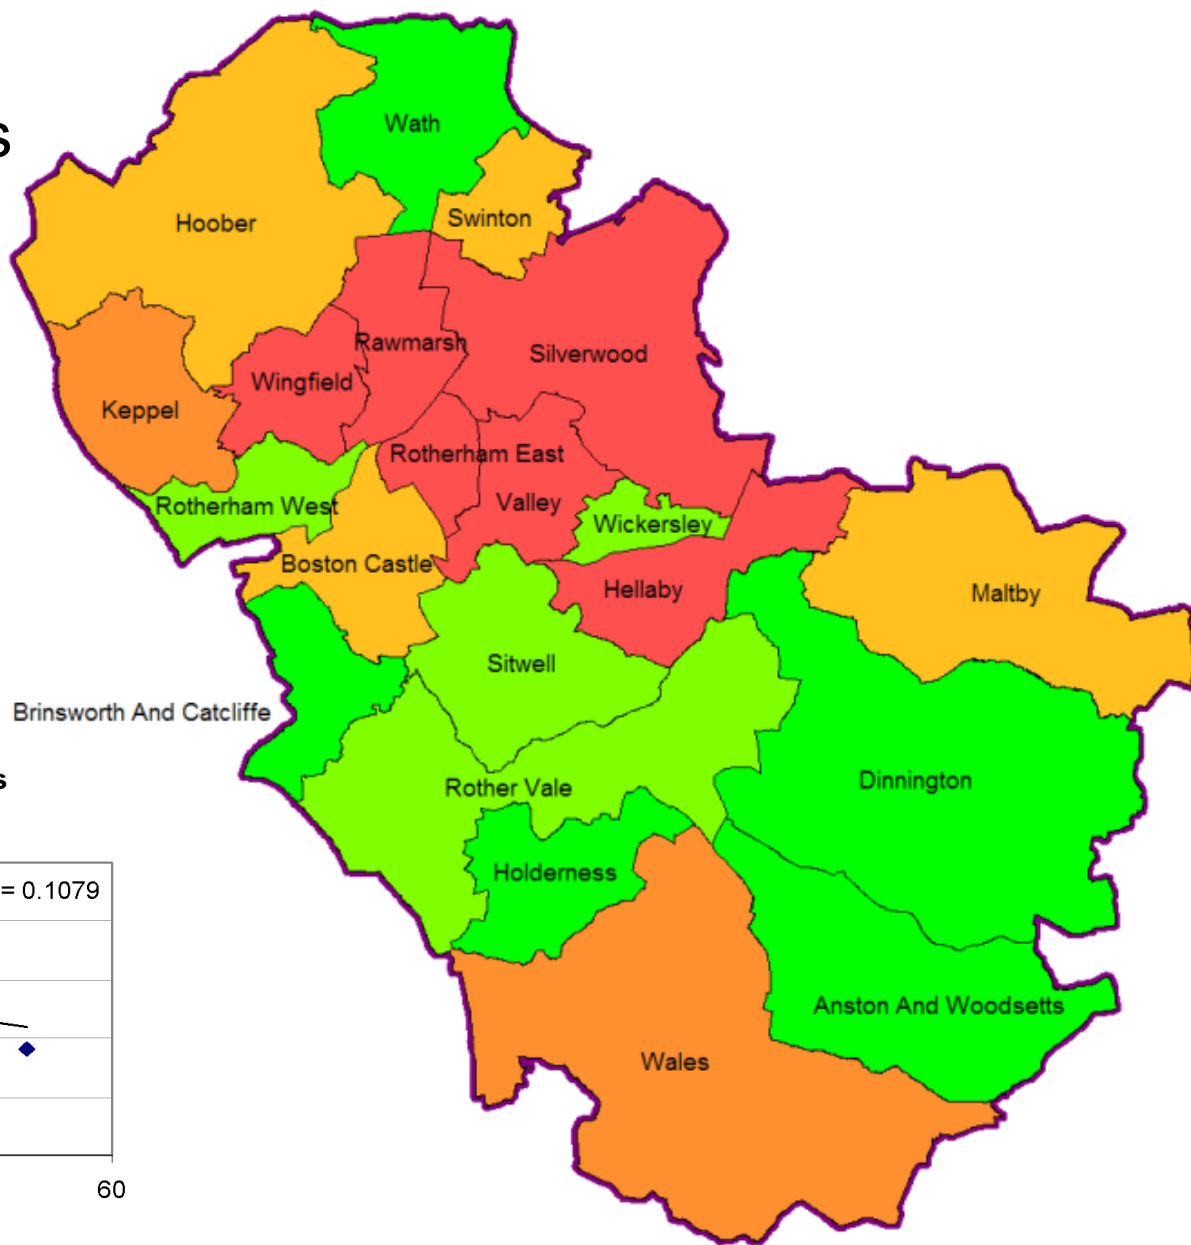 s
Wath
Hoober
Swinton
Rawmarsh
Silverwood
Wingfield
Keppel
Rotherham East
Valley
Rotherham West
Wickersley
Boston Castle
Hellaby
Maltby
Sitwell
Brinsworth And Catcliffe
s
Rother Vale
Dinnington
Holderness
= 0.1079
Anston And Woodsetts
Wales
60